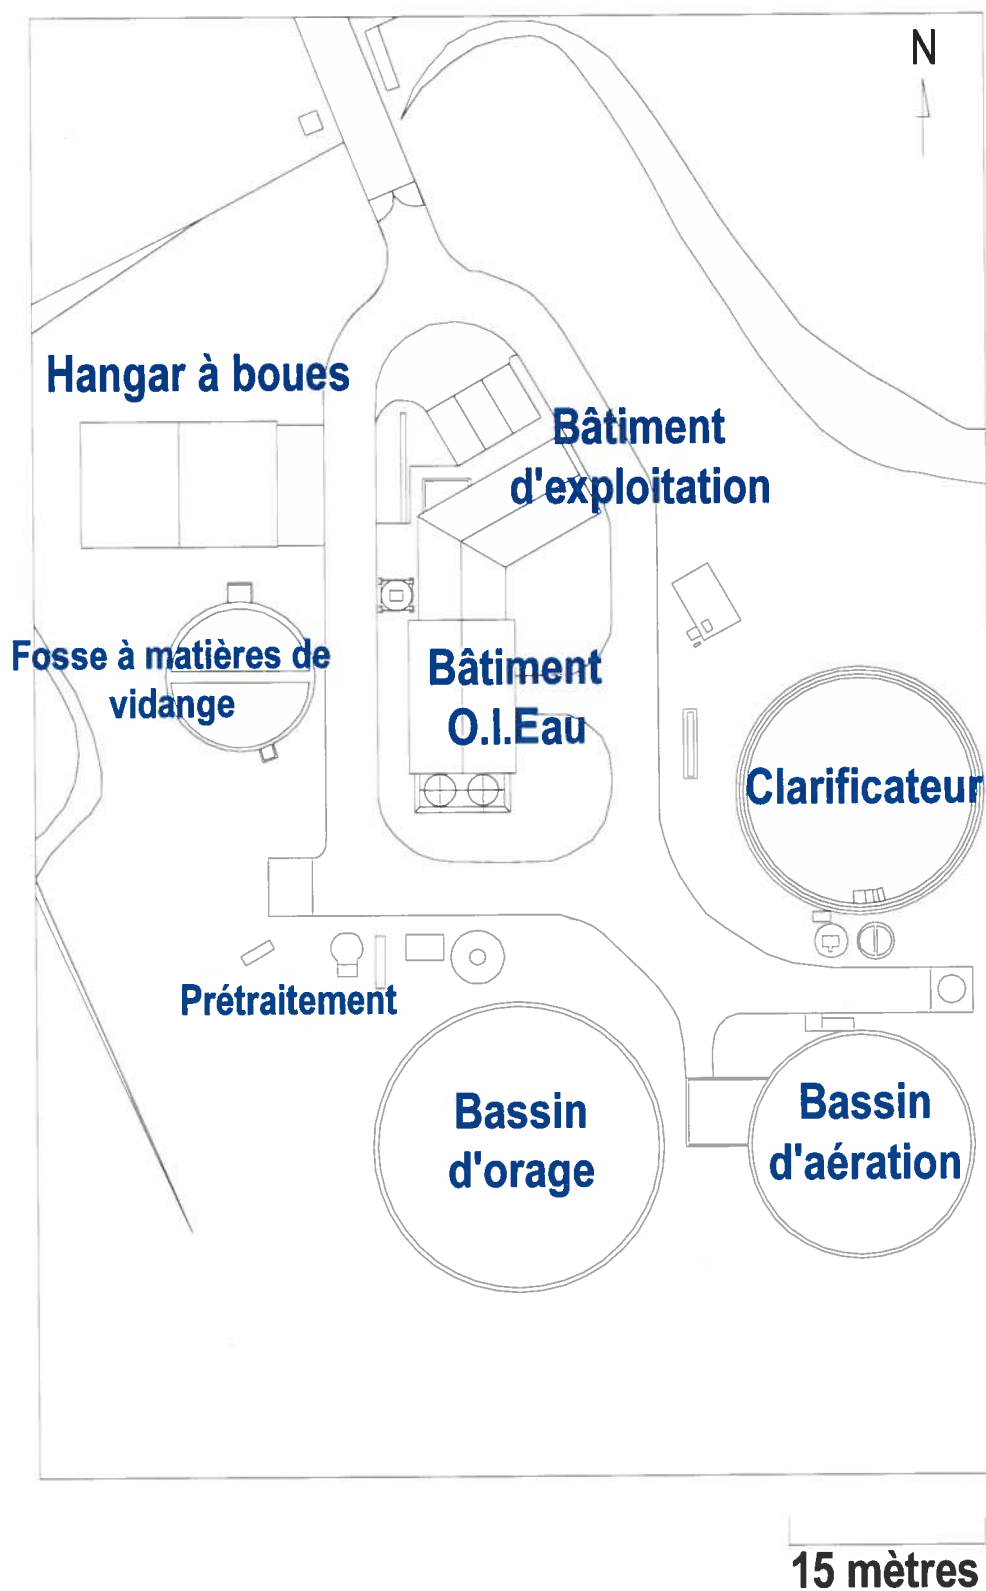 N
Hangar à boues
Bâtiment
d'exploitation
Fosse à matières de
vidange
Bâtiment
O.I.Eau
Clarificateur
Prétraitement
Bassin
d'orage
Bassin
d'aération
15 mètres